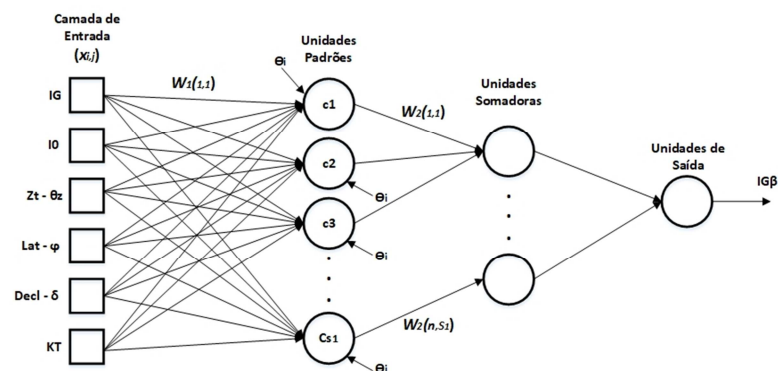 Camada de
Entrada
(xi,j)
Unidades
Padrões
Unidades
Somadoras
Unidades de
Saída
IG
I0
Zt - θz
Lat - φ
Decl - δ
KT
W1(1,1)
Θi
c1
c2
Θi
c3
Θi
Cs1
Θi
W2(1,1)
W2(n,S1)
IGβ